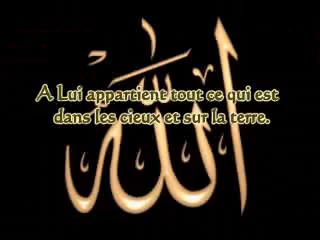 الله
A Lui appartient tout ce qui est
dans les cieux et sur la terre.